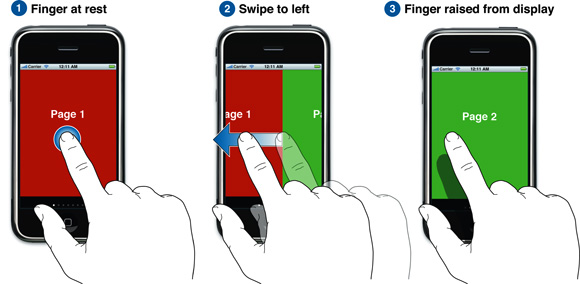 1 Finger at rest
2 Swipe to left
3 Finger raised from display
Carrier 12:11 AM
Page 1
Carrier 12:11 AM
age 1
P
Carrier 12:11 AM
Page 2